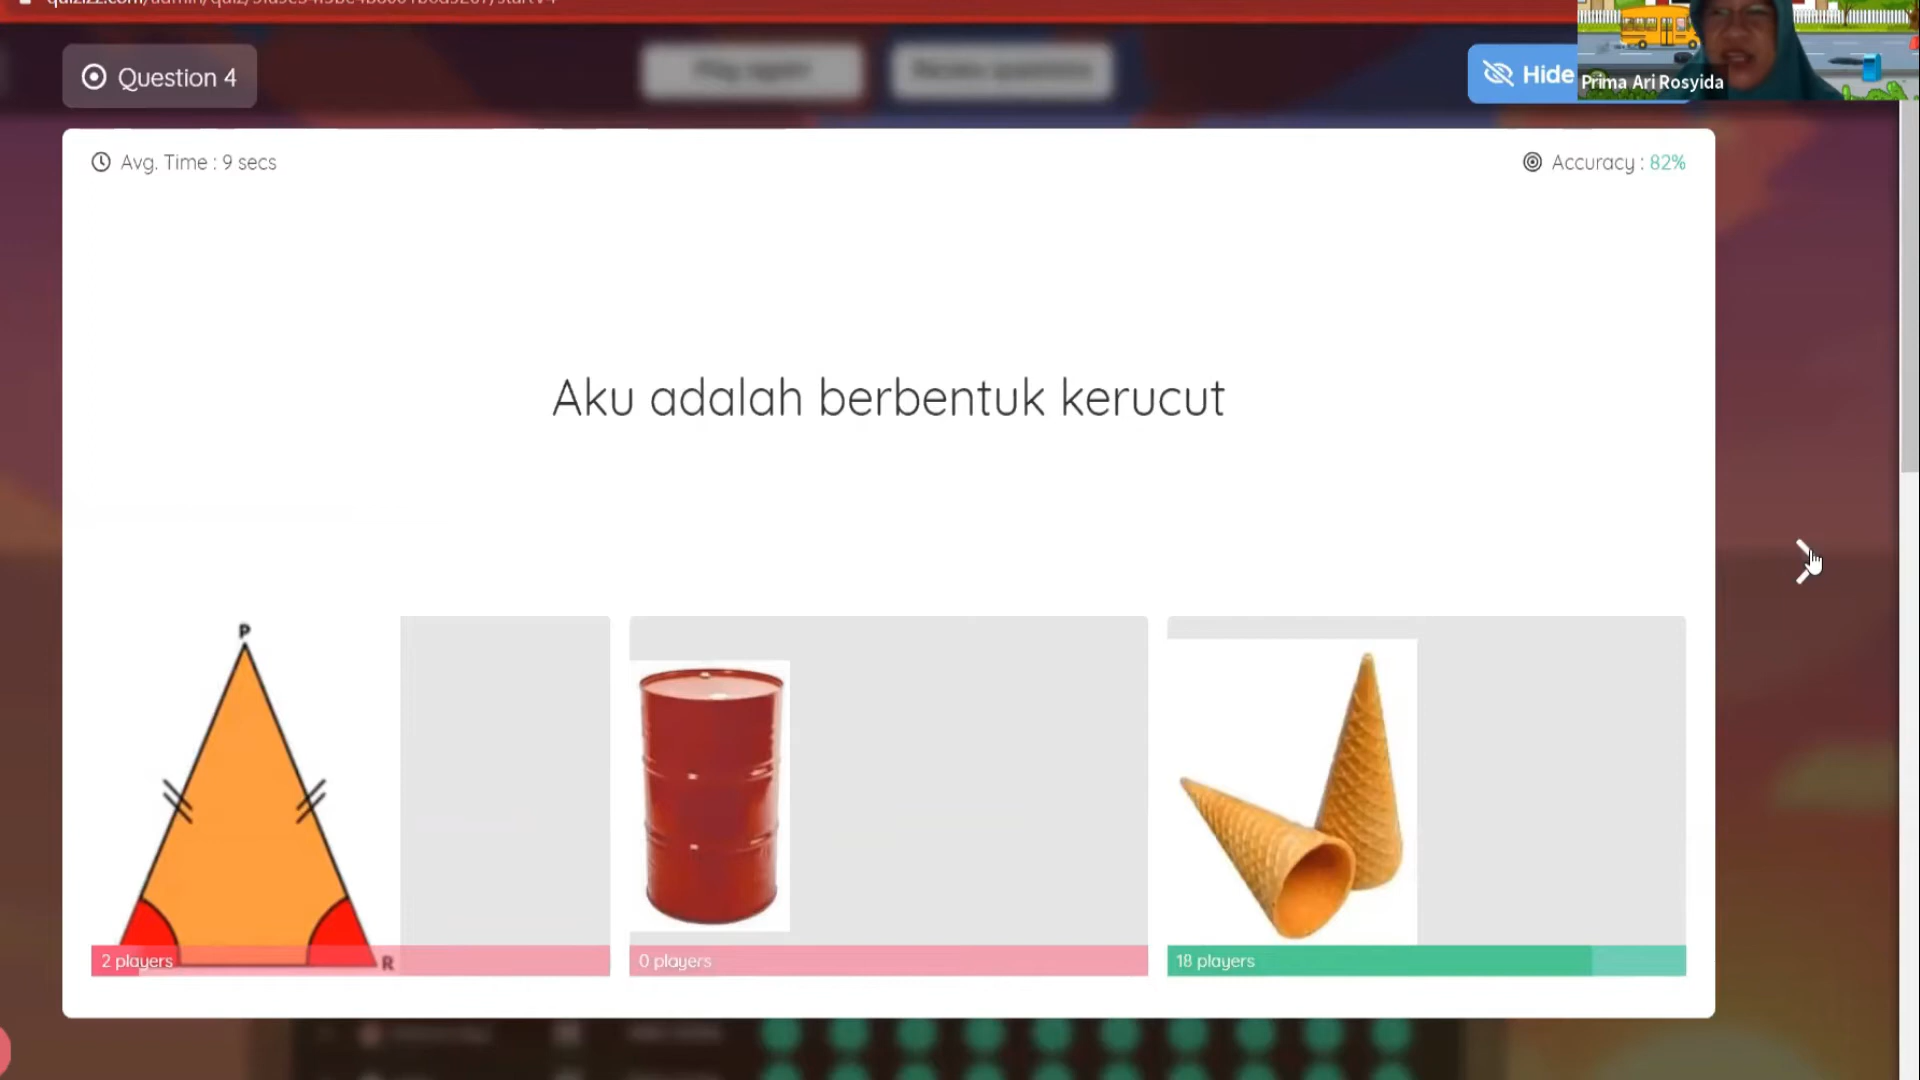 Question 4
Hide
Prima Ari Rosyida
Avg. Time : 9 secs
Accuracy : 82%
Aku adalah berbentuk kerucut
P
R
2 players
0 players
18 players